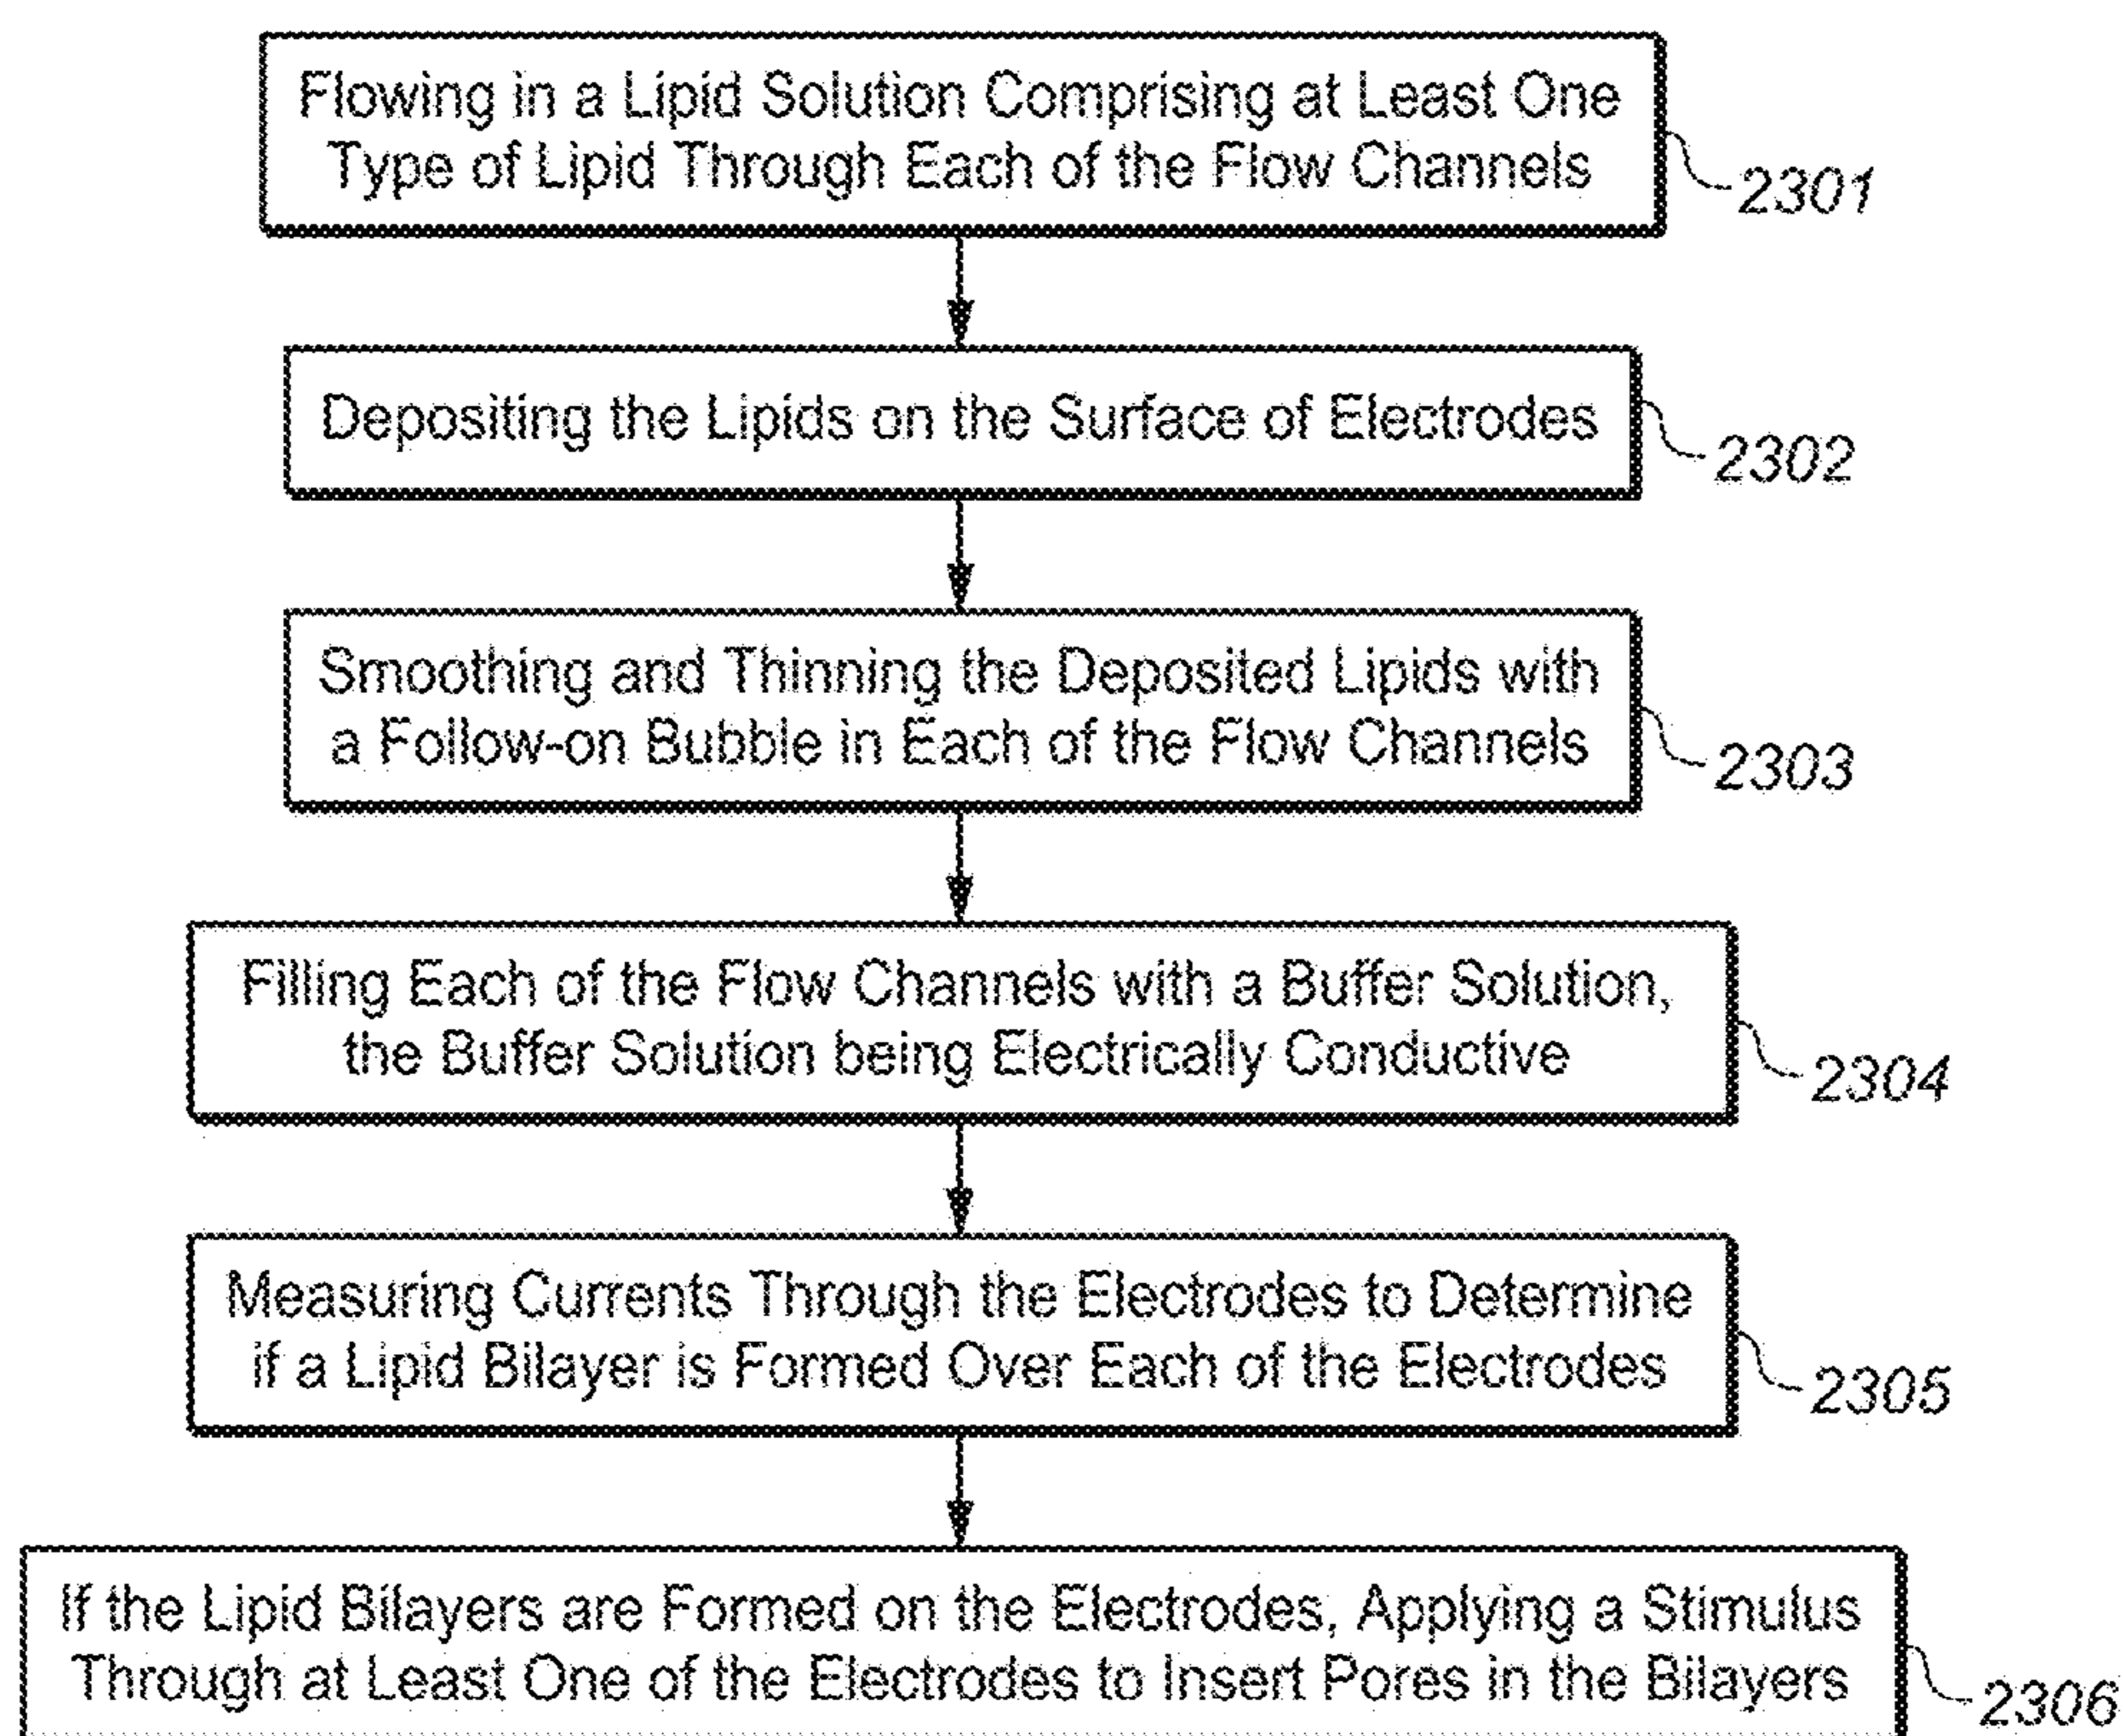 Flowing in a Lipid Solution Comprising at Least One
Type of Lipid Through Each of the Flow Channels
2301
Depositing the Lipids on the Surface of Electrodes
2302
Smoothing and Thinning the Deposited Lipids with
a Follow-on Bubble in Each of the Flow Channels
2303
Filling Each of the Flow Channels with a Buffer Solution,
the Buffer Solution being Electrically Conductive
2304
Measuring Currents Through the Electrodes to Determine
if a Lipid Bilayer is Formed Over Each of the Electrodes
2305
If the Lipid Bilayers are Formed on the Electrodes, Applying a Stimulus
Through at Least One of the Electrodes to Insert Pores in the Bilayers
2306